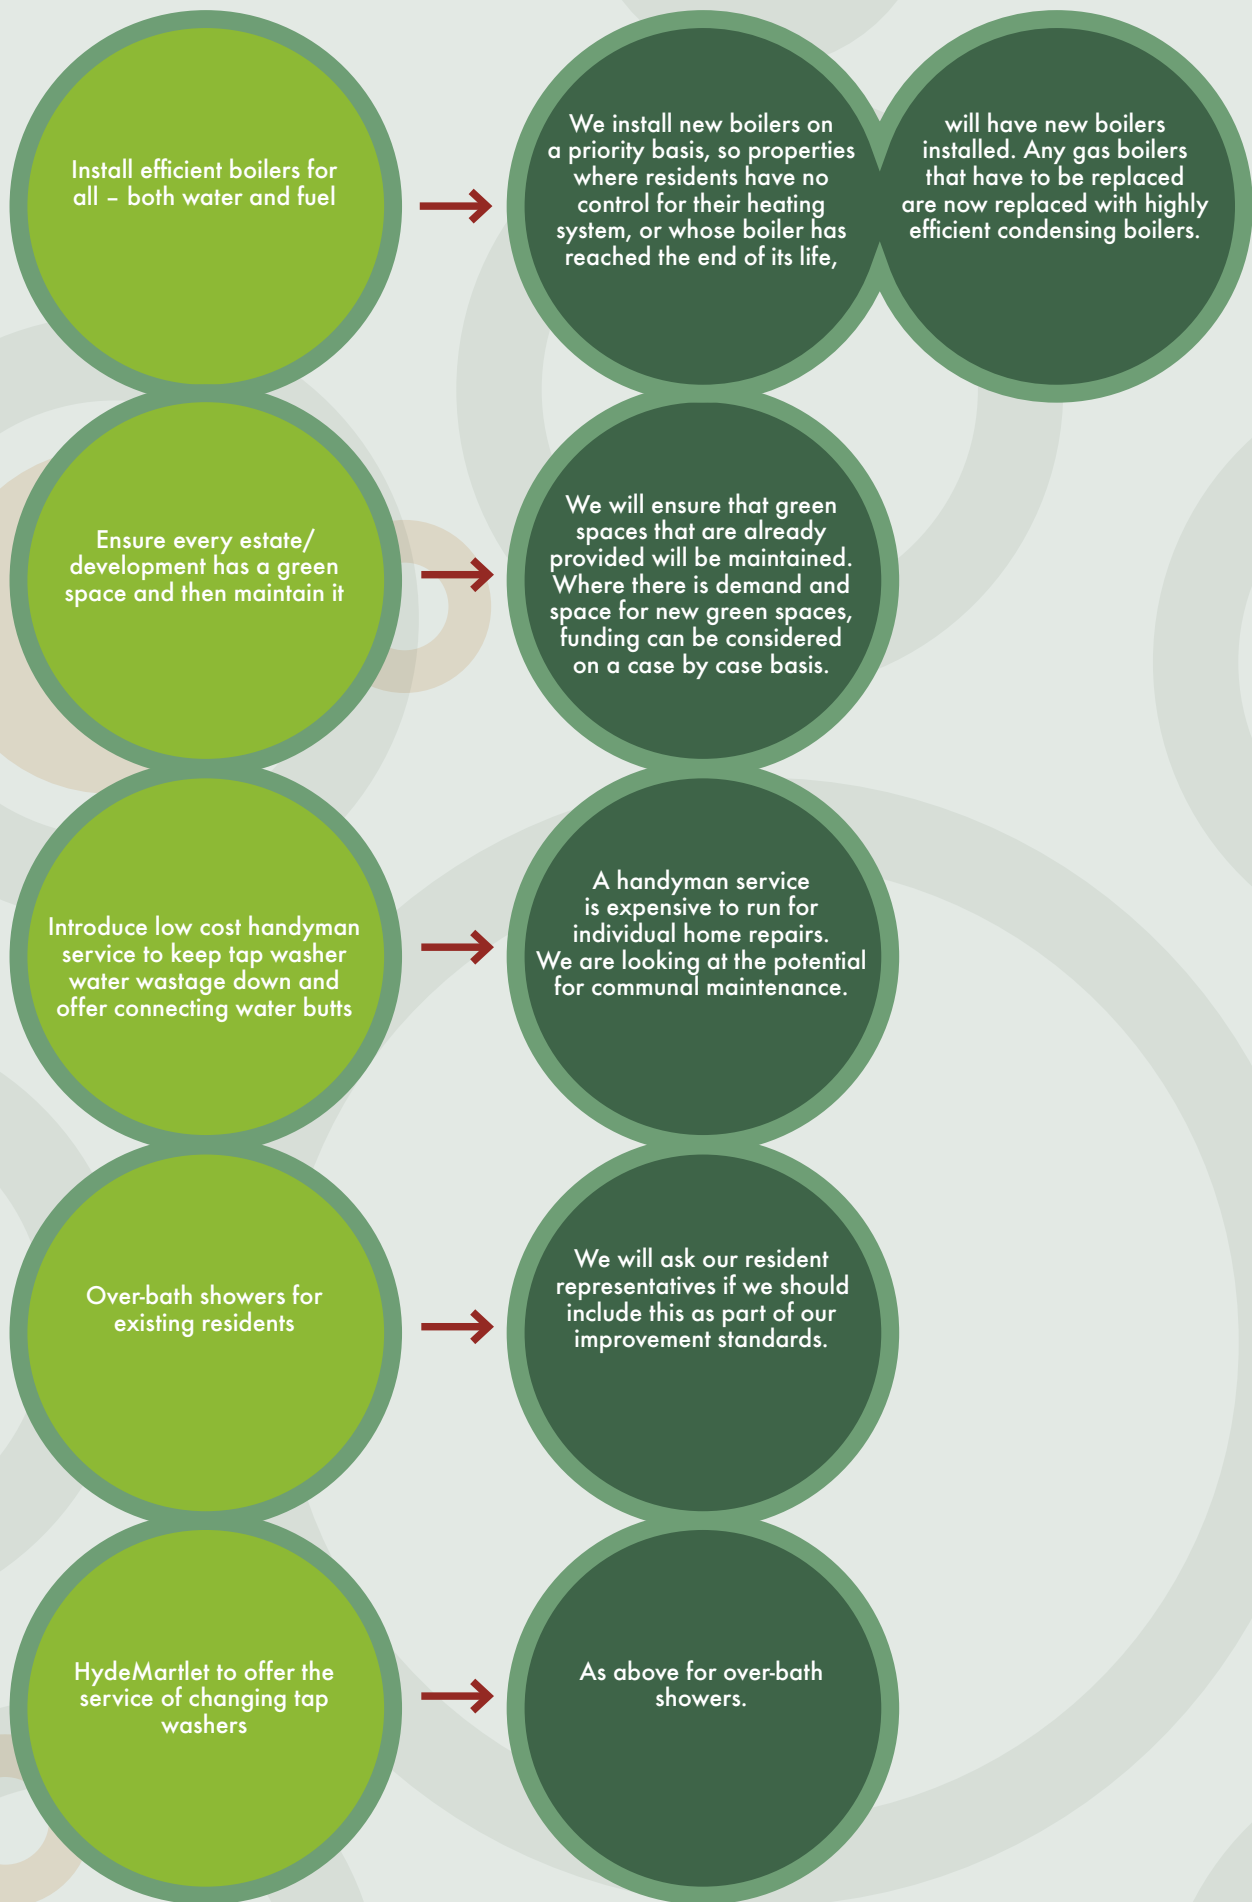 Install efficient boilers for
all – both water and fuel
We install new boilers on
a priority basis, so properties
where residents have no
control for their heating
system, or whose boiler has
reached the end of its life,
will have new boilers
installed. Any gas boilers
that have to be replaced
are now replaced with highly
efficient condensing boilers.
Ensure every estate/
development has a green
space and then maintain it
We will ensure that green
spaces that are already
provided will be maintained.
Where there is demand and
space for new green spaces,
funding can be considered
on a case by case basis.
Introduce low cost handyman
service to keep tap washer
water wastage down and
offer connecting water butts
A handyman service
is expensive to run for
individual home repairs.
We are looking at the potential
for communal maintenance.
Over-bath showers for
existing residents
We will ask our resident
representatives if we should
include this as part of our
improvement standards.
HydeMartlet to offer the
service of changing tap
washers
As above for over-bath
showers.